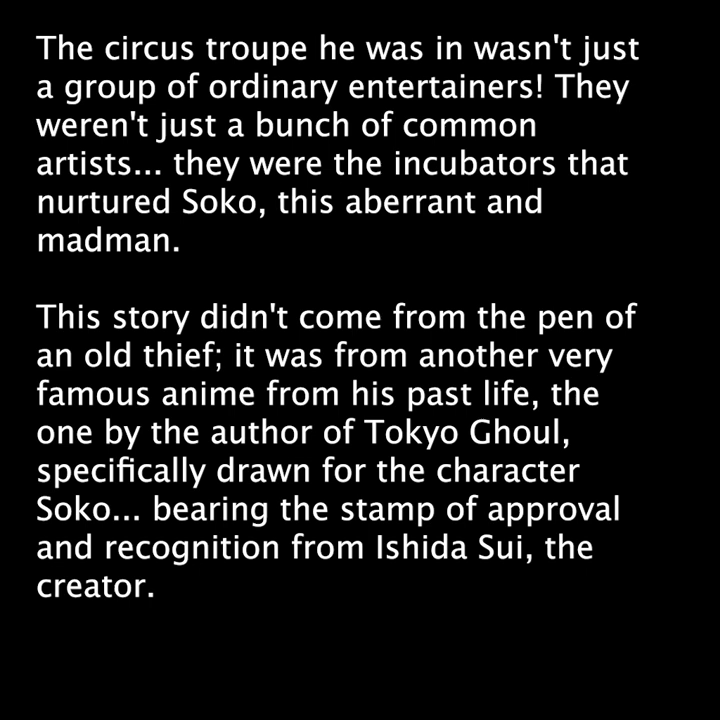 The circus troupe he was in wasn't just
a group of ordinary entertainers! They
weren't just a bunch of common
artists... they were the incubators that
nurtured Soko, this aberrant and
madman.
This story didn't come from the pen of
an old thief; it was from another very
famous anime from his past life, the
one by the author of Tokyo Ghoul,
specifically drawn for the character
Soko... bearing the stamp of approval
and recognition from Ishida Sui, the
creator.